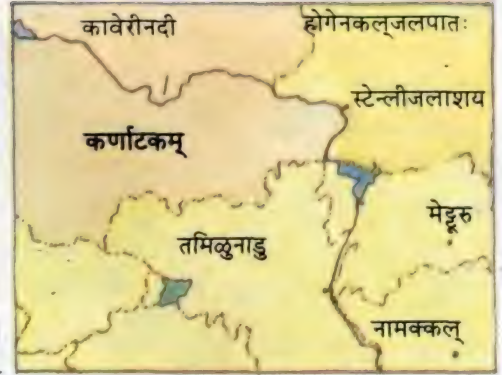 कावेरीनदी
होगेनकल्जलपातः
स्टेन्लीजलाशय
कर्णाटकम्
मेट्टूरु
तमिऴुनाडु
नामक्कल्